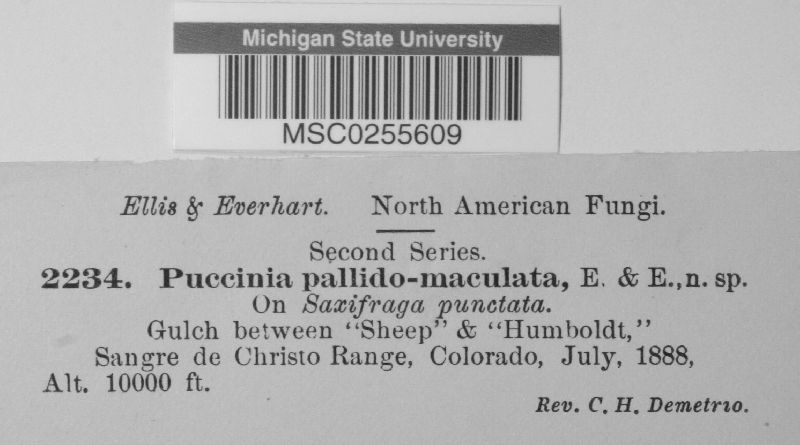 Michigan State University
MSC0255609
Ellis & Everhart. North American Fungi.
Second Series.
2234. Puccinia pallido-maculata, E. & E., n. sp.
On Saxifraga punctata.
Gulch between "Sheep" & "Humboldt,"
Sangre de Christo Range, Colorado, July, 1888,
Alt. 10000 ft.
Rev. C. H. Demetrio.